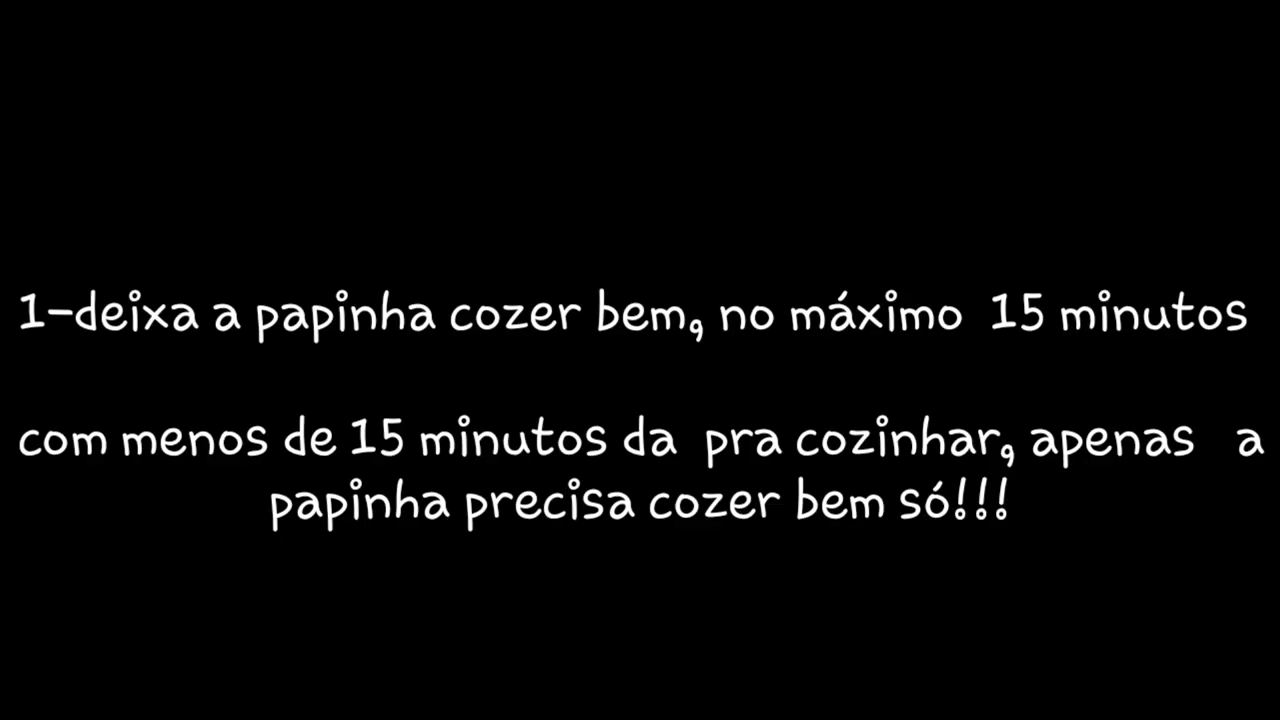 1-deixa a papinha cozer bem, no máximo 15 minutos
com menos de 15 minutos da pra cozinhar, apenas a
papinha precisa cozer bem só!!!